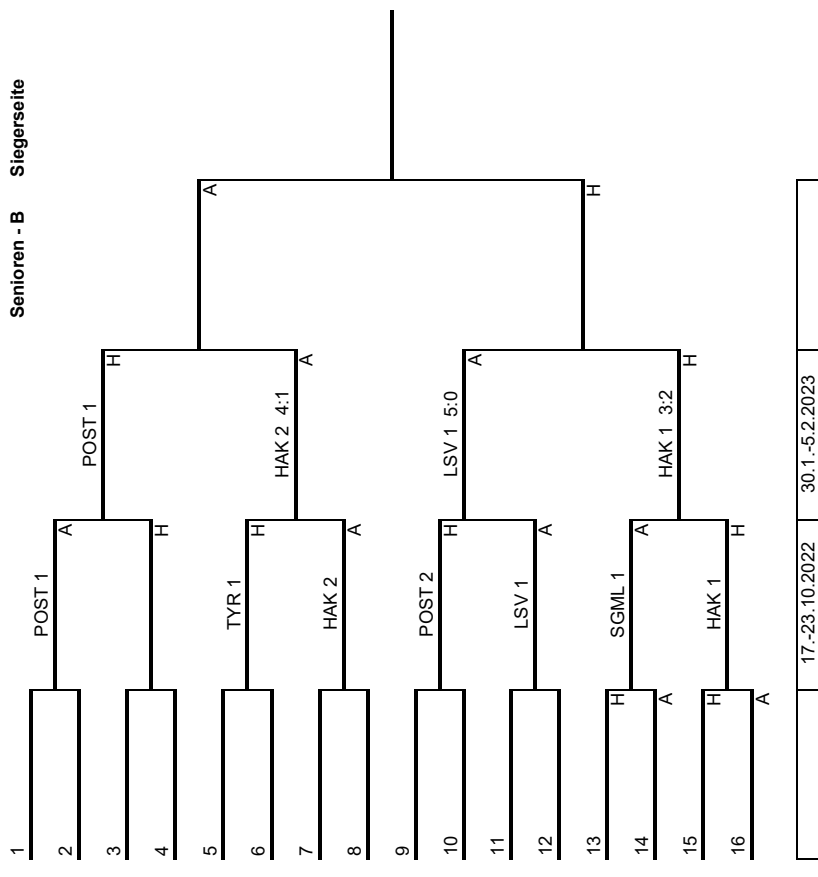 Senioren - B Siegerseite
1
2
3
4
5
6
7
8
9
10
11
12
13
14
15
16
H
A
H
A
POST 1
A
H
TYR 1
H
HAK 2
A
POST 2
H
LSV 1
A
SGML 1
A
HAK 1
H
POST 1
H
HAK 2 4:1
A
LSV 1 5:0
A
HAK 1 3:2
H
A
H
17.-23.10.2022
30.1.-5.2.2023